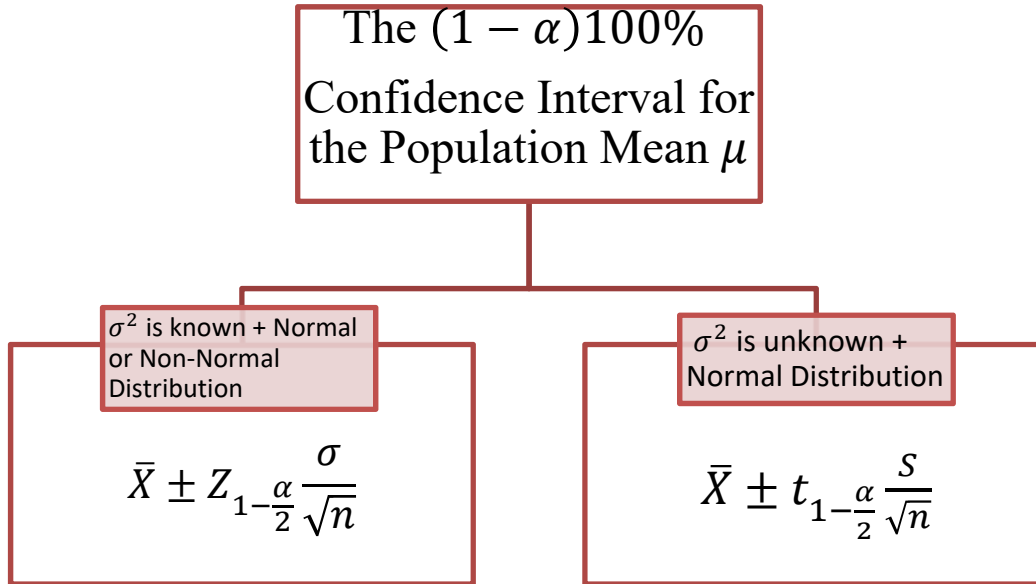 The (1 − α)100%
Confidence Interval for
the Population Mean μ
σ² is known + Normal
or Non-Normal
Distribution
X̄ ± Z_{1−α/2} σ/√n
σ² is unknown +
Normal Distribution
X̄ ± t_{1−α/2} S/√n